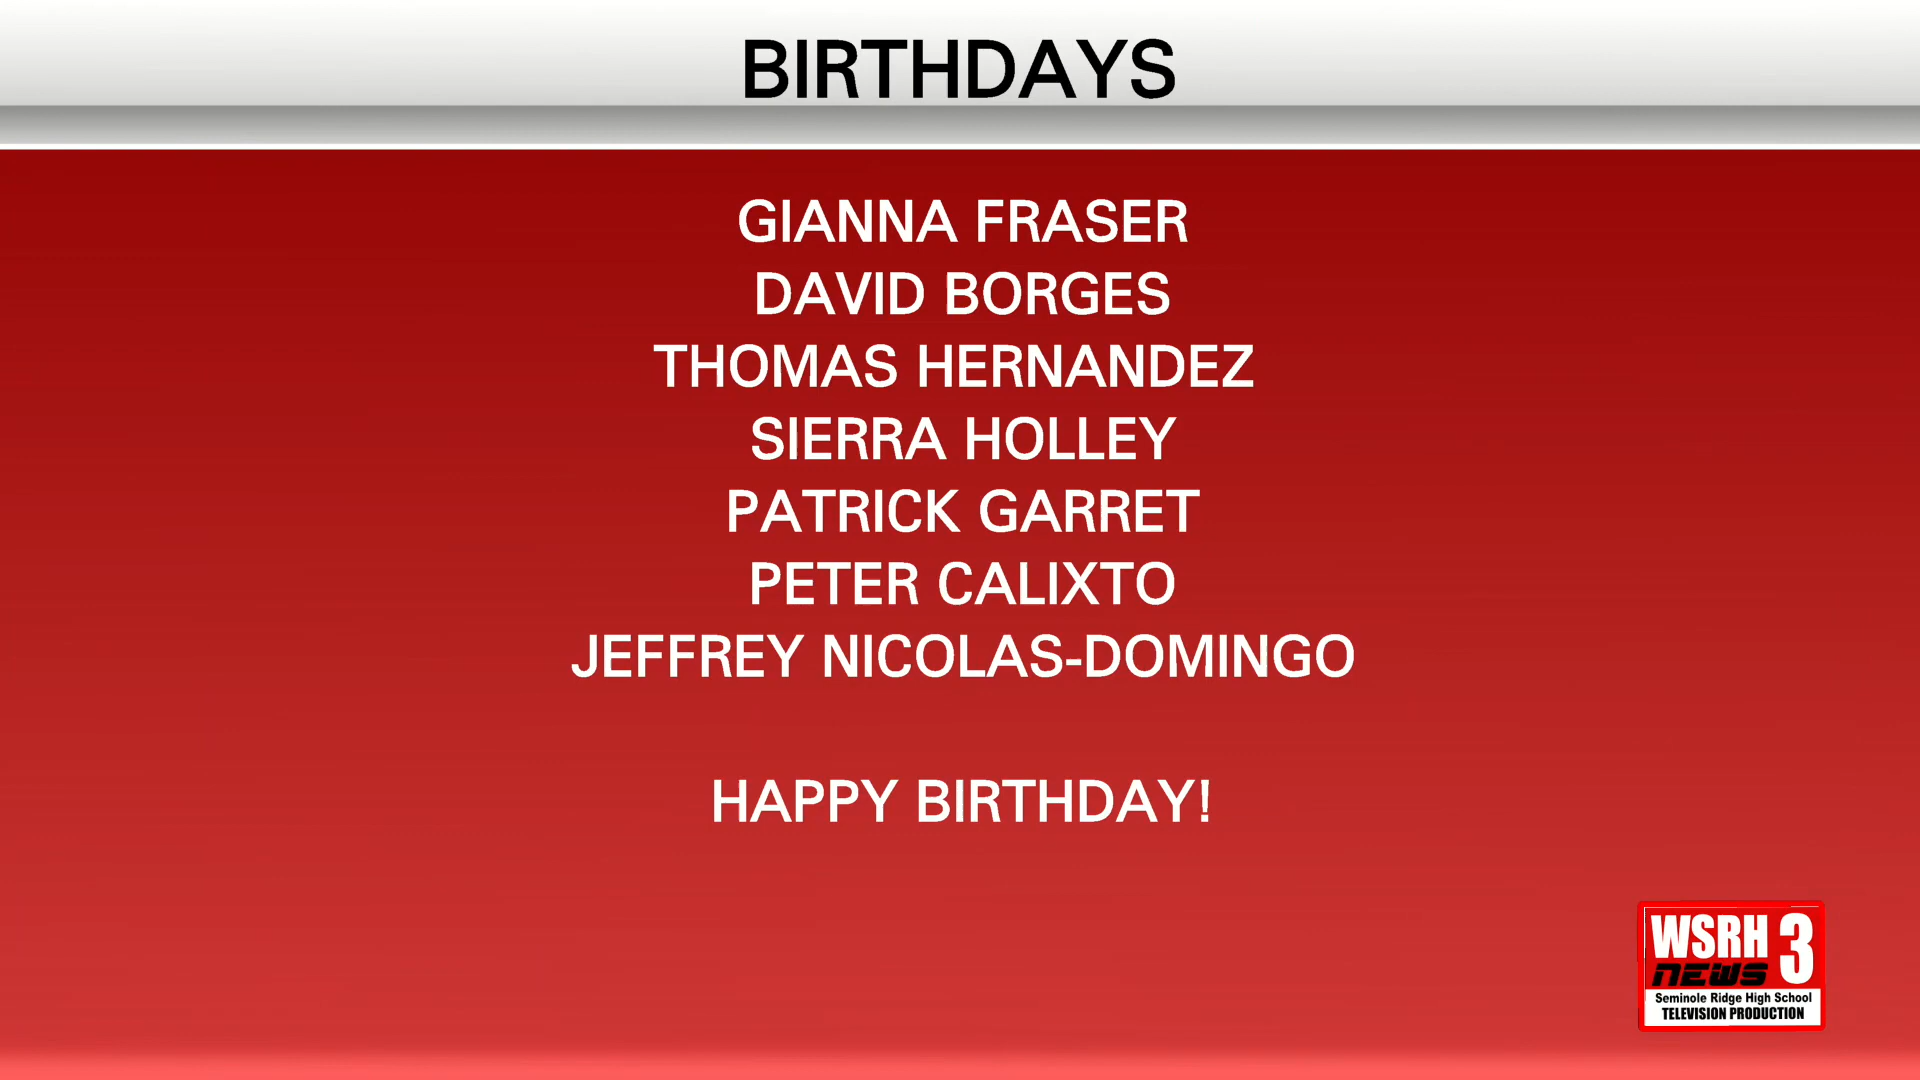 BIRTHDAYS
GIANNA FRASER
DAVID BORGES
THOMAS HERNANDEZ
SIERRA HOLLEY
PATRICK GARRET
PETER CALIXTO
JEFFREY NICOLAS-DOMINGO
HAPPY BIRTHDAY!
WSRH 3
NEWS
Seminole Ridge High School
TELEVISION PRODUCTION